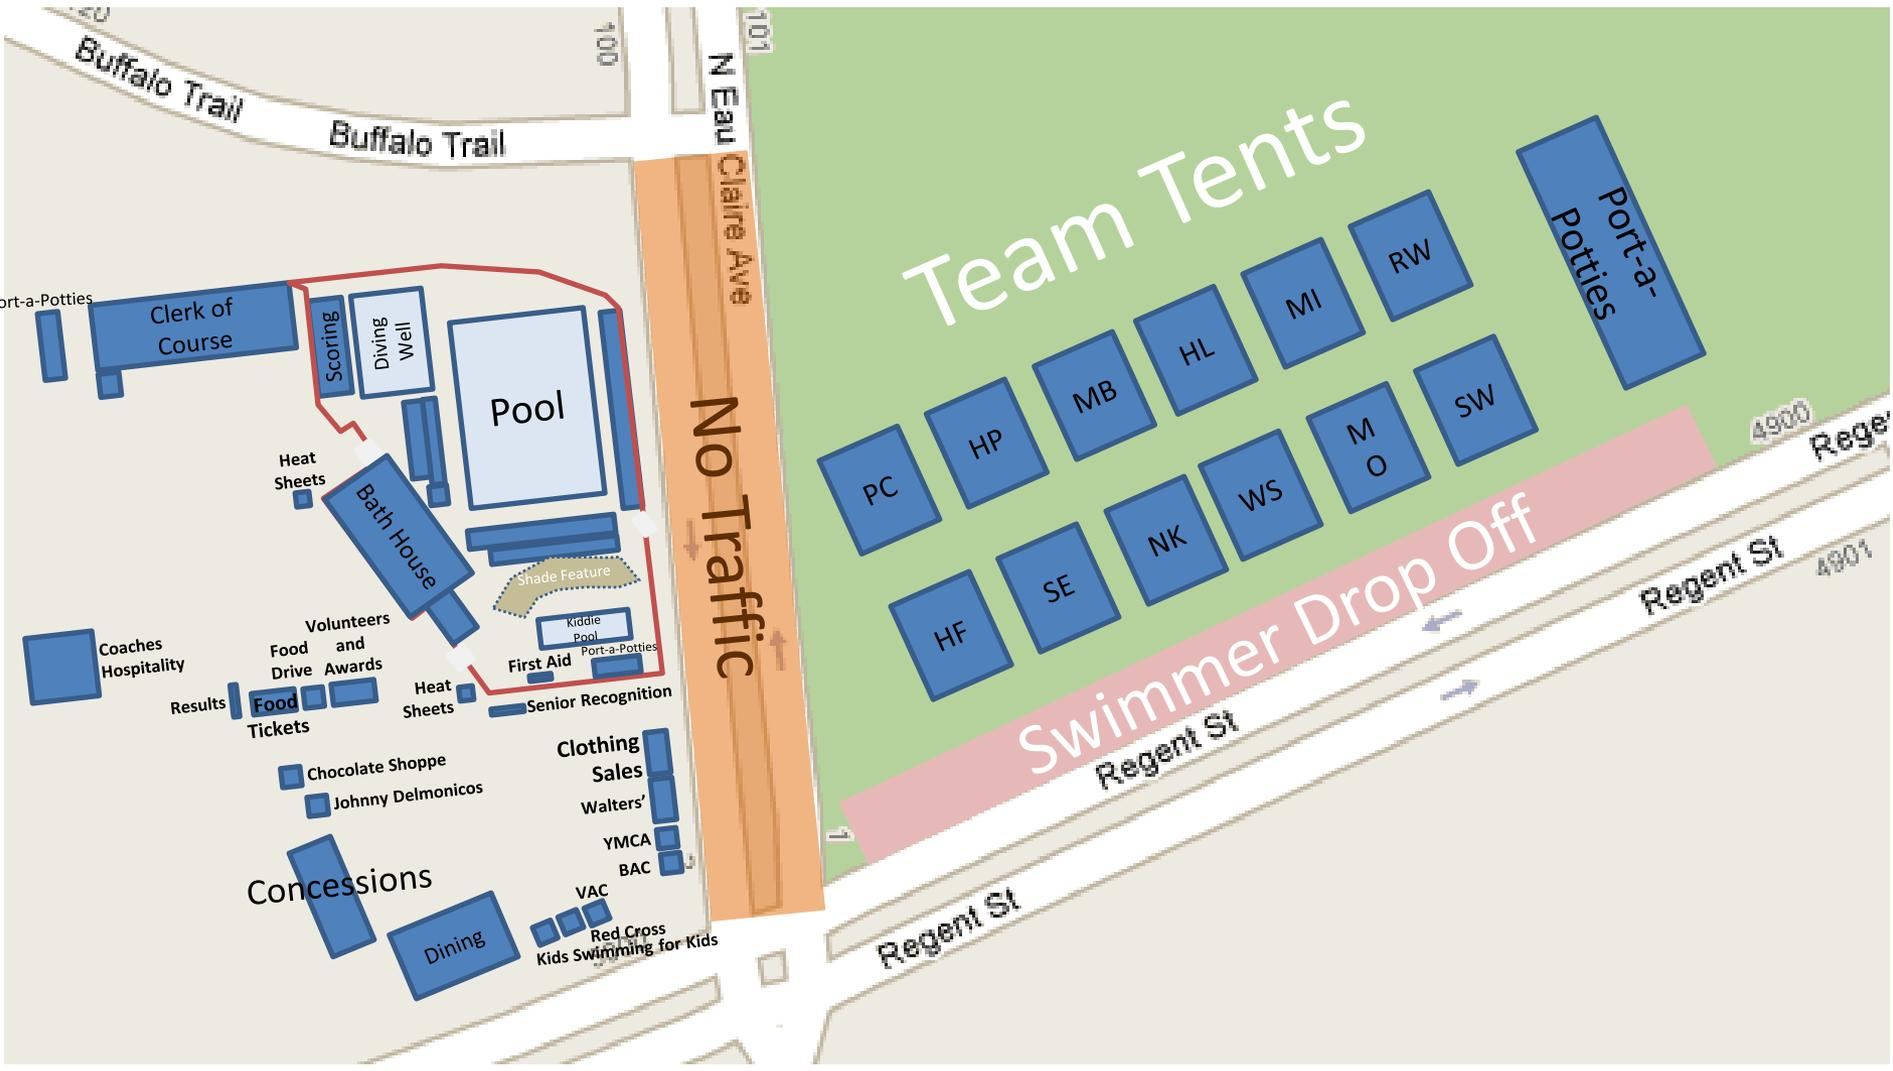 Buffalo Trail
Buffalo Trail
100
101
N Eau Claire Ave
Team Tents
Port-a-
Potties
RW
MI
HL
MB
HP
PC
SW
M
O
WS
NK
SE
HF
ort-a-Potties
Clerk of
Course
Scoring
Diving
Well
Pool
No Traffic
Heat
Sheets
Bath House
Shade Feature
Kiddie
Pool
Port-a-Potties
First Aid
Senior Recognition
Heat
Sheets
Volunteers
and
Awards
Food
Drive
Coaches
Hospitality
Results
Food
Tickets
Chocolate Shoppe
Johnny Delmonicos
Clothing
Sales
Walters’
YMCA
BAC
VAC
Red Cross
Kids Swimming for Kids
Concessions
Dining
Swimmer Drop Off
4900
Rege
Regent St
4901
Regent St
1
Regent St